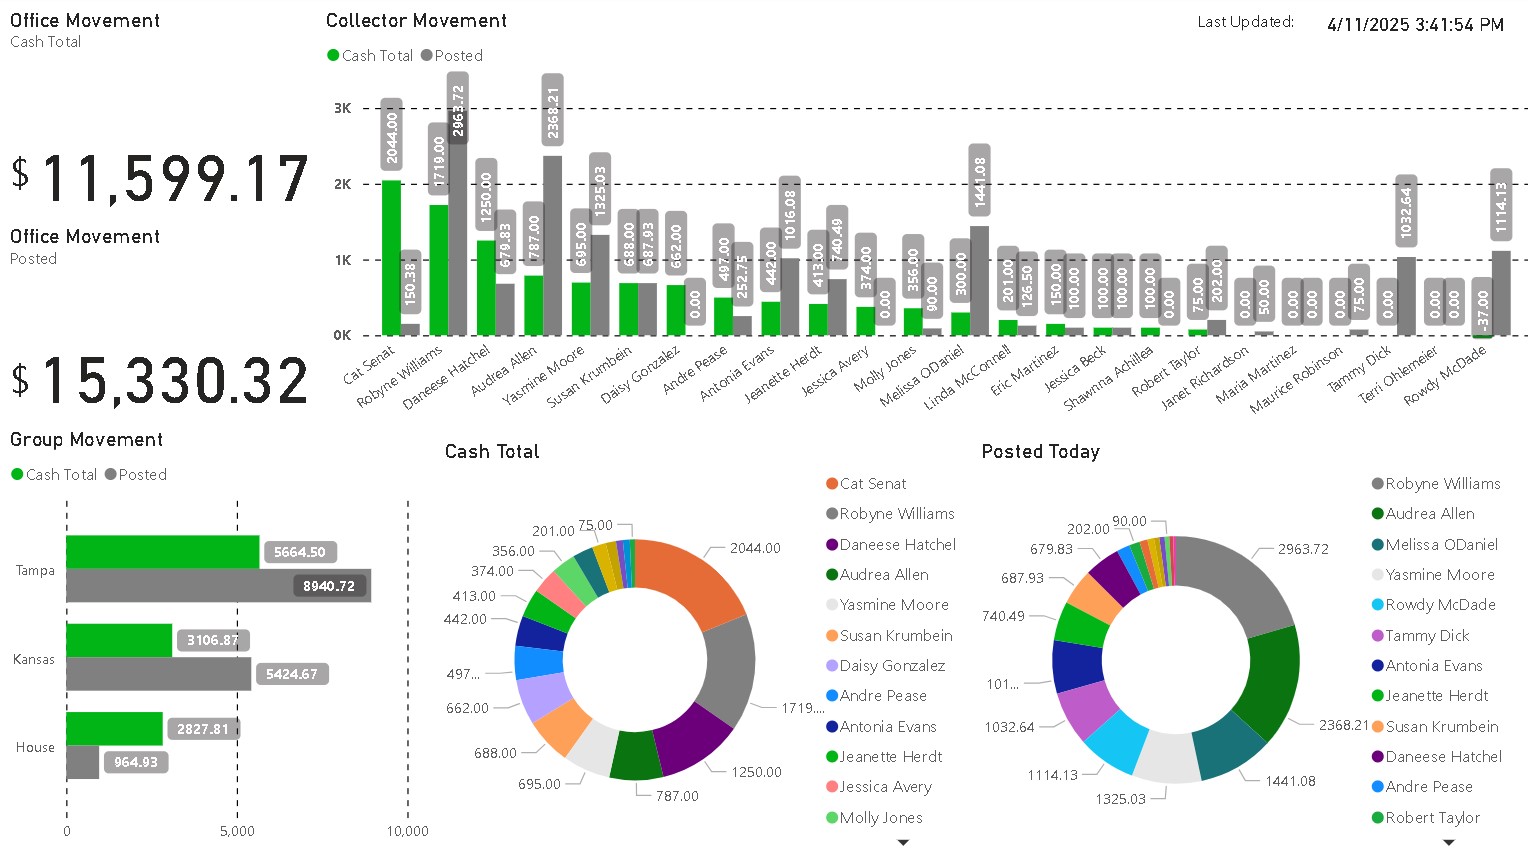 Office Movement
Cash Total
$ 11,599.17
Office Movement
Posted
$ 15,330.32
Collector Movement
Cash Total Posted
Last Updated: 4/11/2025 3:41:54 PM
3K
2K
1K
0K
2044.00
150.38
1719.00
2963.72
1250.00
679.83
787.00
2368.21
695.00
1325.03
688.00
687.93
662.00
0.00
497.00
252.75
442.00
1016.08
413.00
740.49
374.00
0.00
356.00
90.00
300.00
1441.08
201.00
126.50
150.00
100.00
100.00
100.00
100.00
0.00
75.00
202.00
0.00
50.00
0.00
0.00
0.00
75.00
0.00
1032.64
0.00
0.00
-37.00
1114.13
Cat Senat
Robyne Williams
Daneese Hatchel
Audrea Allen
Yasmine Moore
Susan Krumbein
Daisy Gonzalez
Andre Pease
Antonia Evans
Jeanette Herdt
Jessica Avery
Molly Jones
Melissa ODaniel
Linda McConnell
Eric Martinez
Jessica Beck
Shawnna Achillea
Robert Taylor
Janet Richardson
Maria Martinez
Maurice Robinson
Tammy Dick
Terri Ohlemeier
Rowdy McDade
Group Movement
Cash Total Posted
Tampa
5664.50
8940.72
Kansas
3106.87
5424.67
House
2827.81
964.93
0 5,000 10,000
Cash Total
2044.00
1719....
1250.00
787.00
695.00
688.00
662.00
497...
442.00
413.00
374.00
356.00
201.00
75.00
Cat Senat
Robyne Williams
Daneese Hatchel
Audrea Allen
Yasmine Moore
Susan Krumbein
Daisy Gonzalez
Andre Pease
Antonia Evans
Jeanette Herdt
Jessica Avery
Molly Jones
Posted Today
2963.72
2368.21
1441.08
1325.03
1114.13
1032.64
101...
740.49
687.93
679.83
202.00
90.00
Robyne Williams
Audrea Allen
Melissa ODaniel
Yasmine Moore
Rowdy McDade
Tammy Dick
Antonia Evans
Jeanette Herdt
Susan Krumbein
Daneese Hatchel
Andre Pease
Robert Taylor